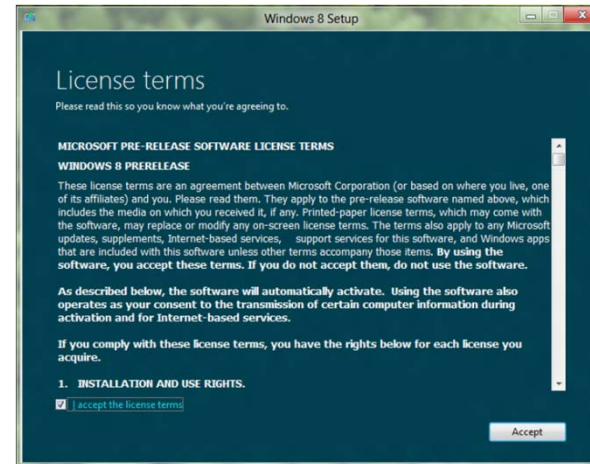 Windows 8 Setup
License terms
Please read this so you know what you're agreeing to.
MICROSOFT PRE-RELEASE SOFTWARE LICENSE TERMS
WINDOWS 8 PRERELEASE
These license terms are an agreement between Microsoft Corporation (or based on where you live, one
of its affiliates) and you. Please read them. They apply to the pre-release software named above, which
includes the media on which you received it, if any. Printed-paper license terms, which may come with
the software, may replace or modify any on-screen license terms. The terms also apply to any Microsoft
updates, supplements, Internet-based services, support services for this software, and Windows apps
that are included with this software unless other terms accompany those items. By using the
software, you accept these terms. If you do not accept them, do not use the software.
As described below, the software will automatically activate. Using the software also
operates as your consent to the transmission of certain computer information during
activation and for Internet-based services.
If you comply with these license terms, you have the rights below for each license you
acquire.
1. INSTALLATION AND USE RIGHTS.
I accept the license terms
Accept